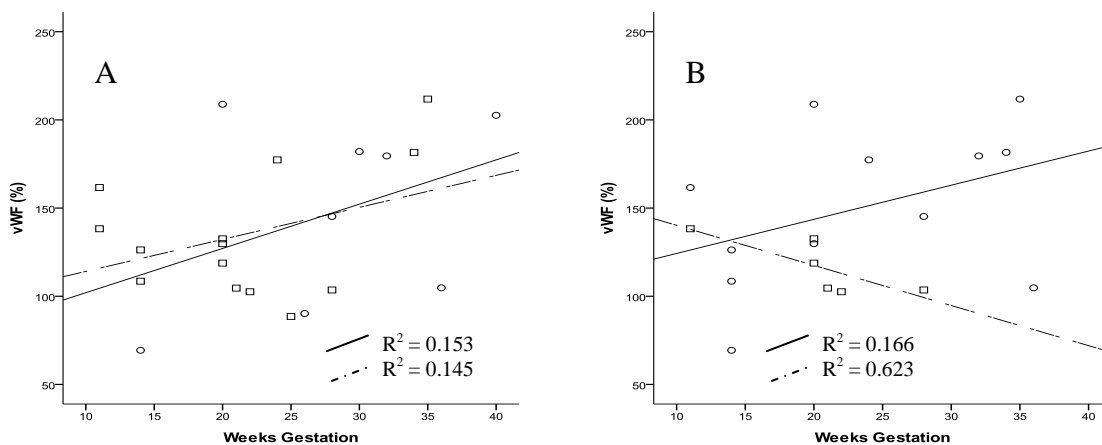 A
250
200
150
100
50
vWF (%)
10 15 20 25 30 35 40
Weeks Gestation
R² = 0.153
R² = 0.145
B
250
200
150
100
50
vWF (%)
10 15 20 25 30 35 40
Weeks Gestation
R² = 0.166
R² = 0.623